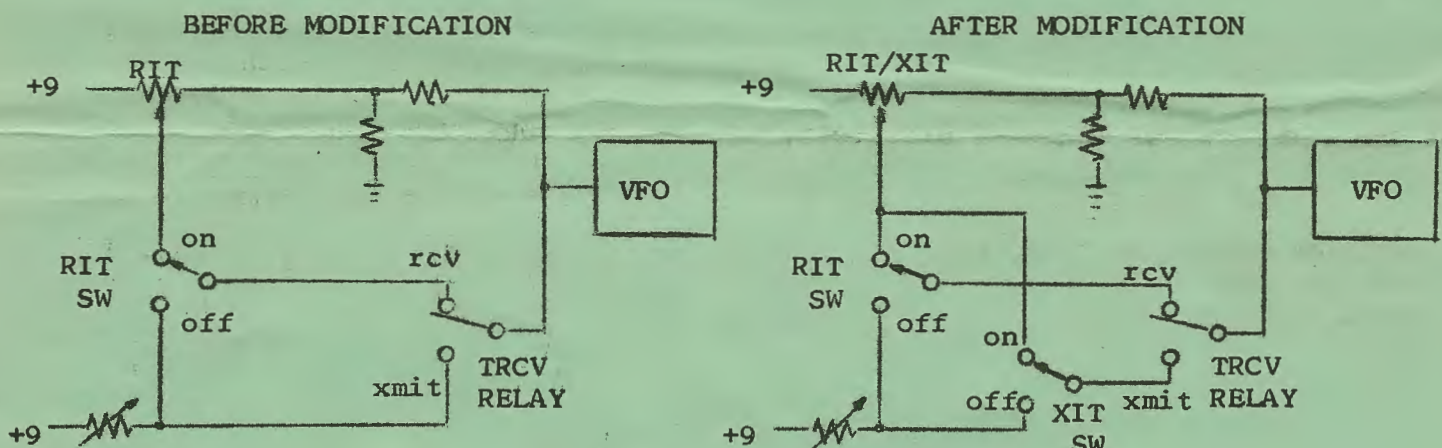 BEFORE MODIFICATION
+9
RIT
VFO
RIT
SW
on
off
rcv
xmit
TRCV
RELAY
+9
AFTER MODIFICATION
+9
RIT/XIT
VFO
RIT
SW
on
off
rcv
on
off
XIT
SW
xmit
TRCV
RELAY
+9